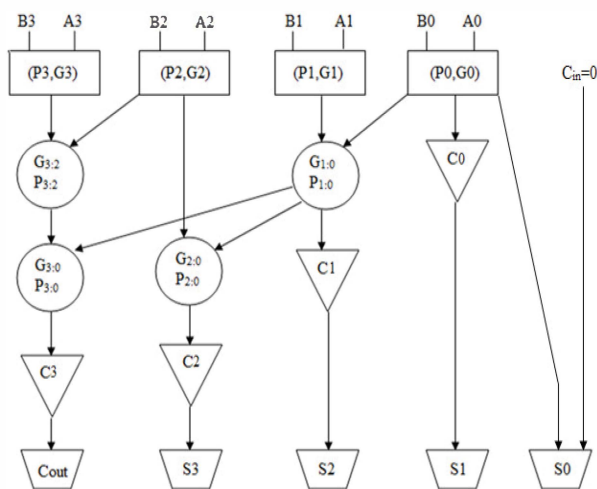 B3 A3 B2 A2 B1 A1 B0 A0
(P3,G3) (P2,G2) (P1,G1) (P0,G0) Cin=0
G3:2 G1:0 C0
P3:2 P1:0
G3:0 G2:0 C1
P3:0 P2:0
C3 C2
Cout S3 S2 S1 S0